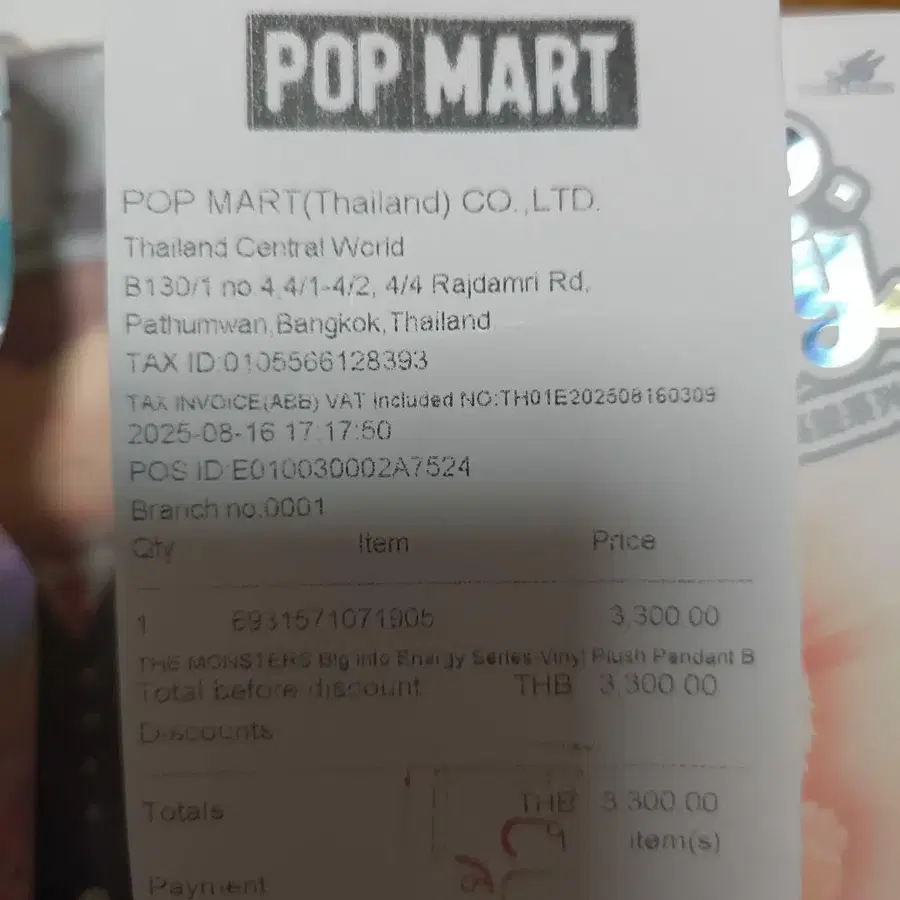 POP MART
POP MART(Thailand) CO.,LTD.
Thailand Central World
B130/1 no.4,4/1-4/2, 4/4 Rajdamri Rd,
Pathumwan,Bangkok,Thailand
TAX ID:0105566128393
TAX INVOICE(ABB) VAT included NO:TH01E202508160309
2025-08-16 17:17:50
POS ID:E010030002A7524
Branch no.0001
Qty Item Price
1 6931571071905 3,300.00
THE MONSTERS Big into Energy Series-Vinyl Plush Pendant B
Total before discount THB 3,300.00
Discounts
Totals THB 3,300.00
item(s)
Payment